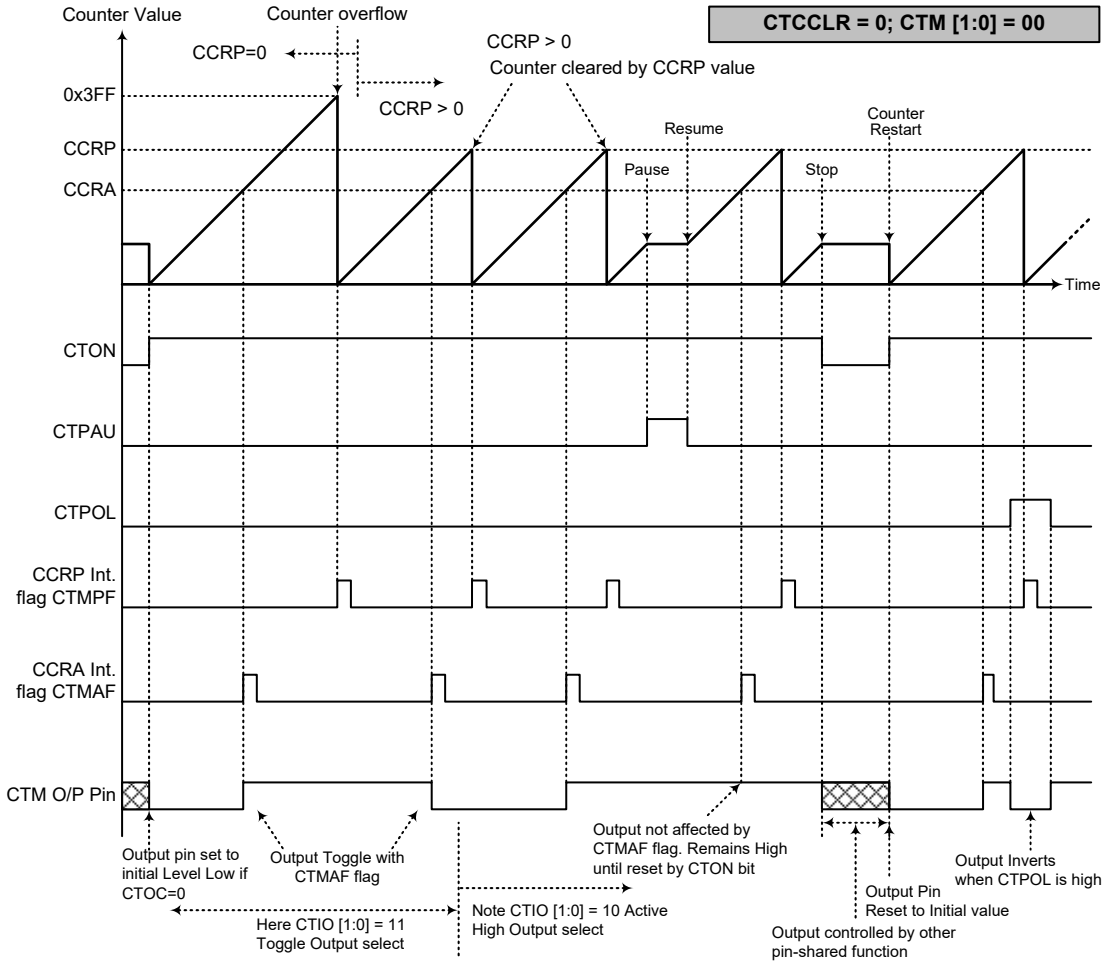 Counter Value
Counter overflow
CTCCLR = 0; CTM [1:0] = 00
CCRP=0
CCRP > 0
CCRP > 0
Counter cleared by CCRP value
0x3FF
CCRP
CCRA
Pause
Resume
Stop
Counter
Restart
Time
CTON
CTPAU
CTPOL
CCRP Int.
flag CTMPF
CCRA Int.
flag CTMAF
CTM O/P Pin
Output pin set to
initial Level Low if
CTOC=0
Output Toggle with
CTMAF flag
Here CTIO [1:0] = 11
Toggle Output select
Note CTIO [1:0] = 10 Active
High Output select
Output not affected by
CTMAF flag. Remains High
until reset by CTON bit
Output Pin
Reset to Initial value
Output controlled by other
pin-shared function
Output Inverts
when CTPOL is high